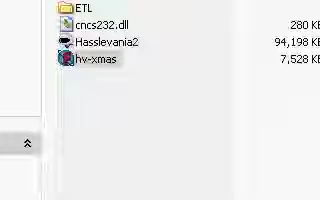 ETL
cncs232.dll 280 KB
Hasslevania2 94,198 KB
hv-xmas 7,528 KB